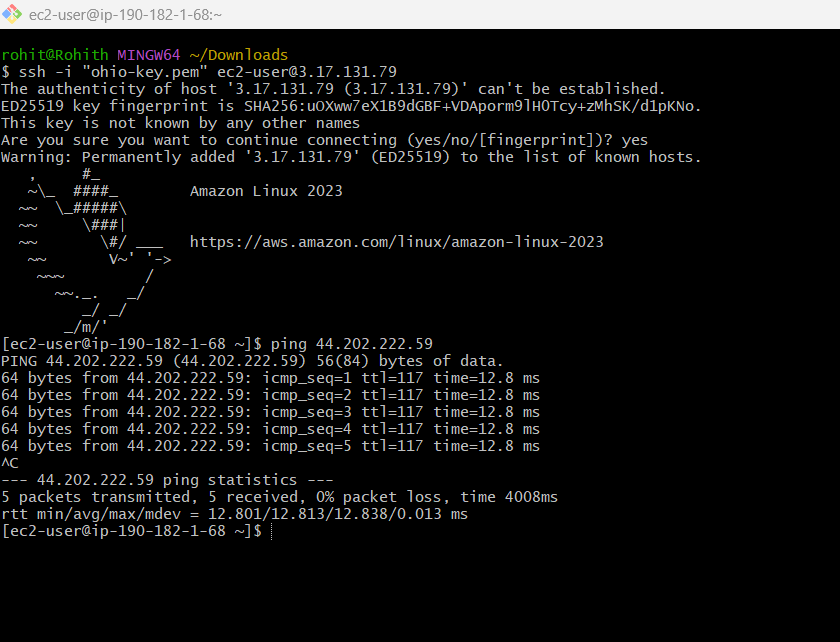 ec2-user@ip-190-182-1-68:~
rohit@Rohith MINGW64 ~/Downloads
$ ssh -i "ohio-key.pem" ec2-user@3.17.131.79
The authenticity of host '3.17.131.79 (3.17.131.79)' can't be established.
ED25519 key fingerprint is SHA256:uOXww7eX1B9dGBF+VDAporm9lH0Tcy+zMhSK/d1pKNo.
This key is not known by any other names
Are you sure you want to continue connecting (yes/no/[fingerprint])? yes
Warning: Permanently added '3.17.131.79' (ED25519) to the list of known hosts.
   ,     #_
   ~\_  ####_        Amazon Linux 2023
  ~~  \_#####\
  ~~     \###|
  ~~       \#/ ___   https://aws.amazon.com/linux/amazon-linux-2023
   ~~       V~' '->
    ~~~         /
      ~~._.   _/
         _/ _/
       _/m/'
[ec2-user@ip-190-182-1-68 ~]$ ping 44.202.222.59
PING 44.202.222.59 (44.202.222.59) 56(84) bytes of data.
64 bytes from 44.202.222.59: icmp_seq=1 ttl=117 time=12.8 ms
64 bytes from 44.202.222.59: icmp_seq=2 ttl=117 time=12.8 ms
64 bytes from 44.202.222.59: icmp_seq=3 ttl=117 time=12.8 ms
64 bytes from 44.202.222.59: icmp_seq=4 ttl=117 time=12.8 ms
64 bytes from 44.202.222.59: icmp_seq=5 ttl=117 time=12.8 ms
^C
--- 44.202.222.59 ping statistics ---
5 packets transmitted, 5 received, 0% packet loss, time 4008ms
rtt min/avg/max/mdev = 12.801/12.813/12.838/0.013 ms
[ec2-user@ip-190-182-1-68 ~]$